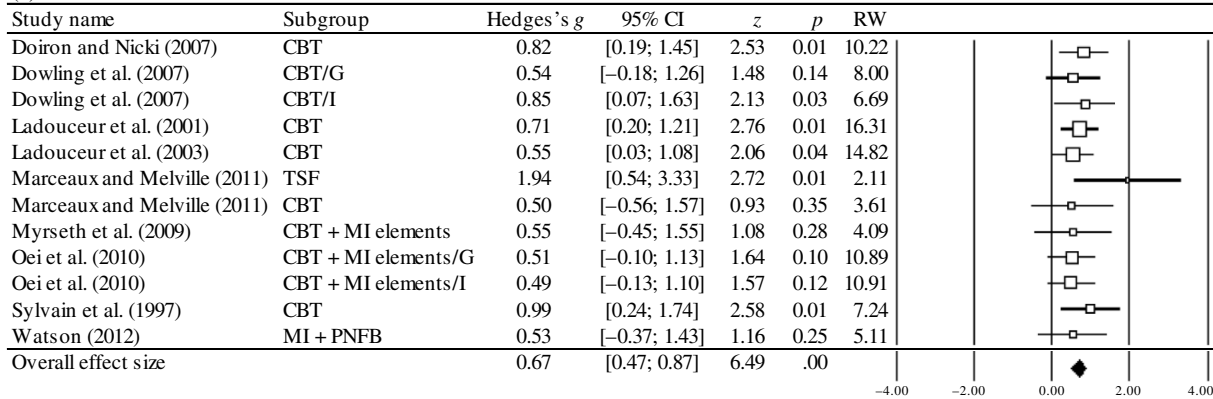 Study name Subgroup Hedges's g 95% CI z p RW
Doiron and Nicki (2007) CBT 0.82 [0.19; 1.45] 2.53 0.01 10.22
Dowling et al. (2007) CBT/G 0.54 [−0.18; 1.26] 1.48 0.14 8.00
Dowling et al. (2007) CBT/I 0.85 [0.07; 1.63] 2.13 0.03 6.69
Ladouceur et al. (2001) CBT 0.71 [0.20; 1.21] 2.76 0.01 16.31
Ladouceur et al. (2003) CBT 0.55 [0.03; 1.08] 2.06 0.04 14.82
Marceaux and Melville (2011) TSF 1.94 [0.54; 3.33] 2.72 0.01 2.11
Marceaux and Melville (2011) CBT 0.50 [−0.56; 1.57] 0.93 0.35 3.61
Myrseth et al. (2009) CBT + MI elements 0.55 [−0.45; 1.55] 1.08 0.28 4.09
Oei et al. (2010) CBT + MI elements/G 0.51 [−0.10; 1.13] 1.64 0.10 10.89
Oei et al. (2010) CBT + MI elements/I 0.49 [−0.13; 1.10] 1.57 0.12 10.91
Sylvain et al. (1997) CBT 0.99 [0.24; 1.74] 2.58 0.01 7.24
Watson (2012) MI + PNFB 0.53 [−0.37; 1.43] 1.16 0.25 5.11
Overall effect size 0.67 [0.47; 0.87] 6.49 .00
−4.00 −2.00 0.00 2.00 4.00